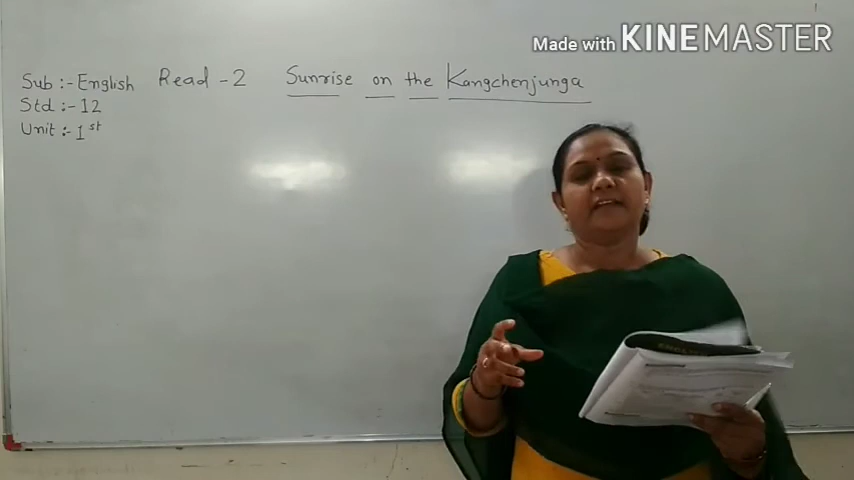 Made with KINEMASTER
Sub :- English Read - 2 Sunrise on the Kangchenjunga
Std :- 12
Unit :- 1st